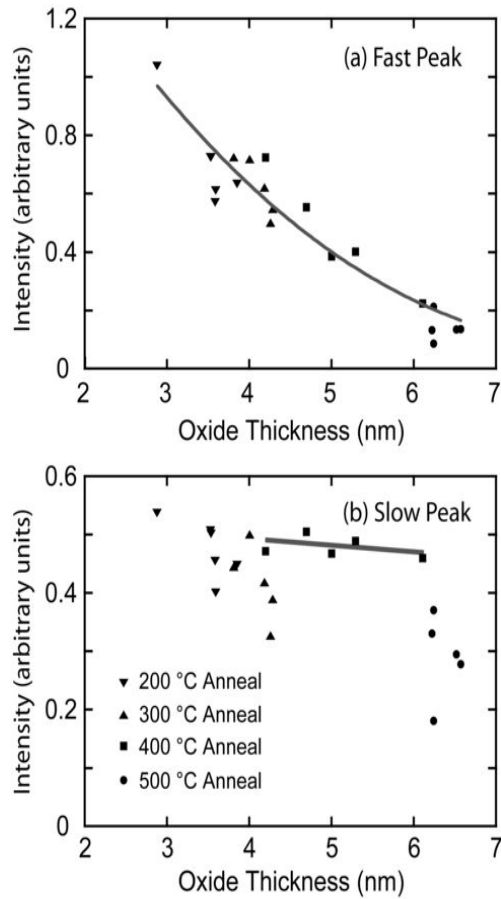 (a) Fast Peak
Intensity (arbitrary units)
1.2
0.8
0.4
0
2 3 4 5 6 7
Oxide Thickness (nm)
(b) Slow Peak
Intensity (arbitrary units)
0.6
0.4
0.2
0
200 °C Anneal
300 °C Anneal
400 °C Anneal
500 °C Anneal
2 3 4 5 6 7
Oxide Thickness (nm)